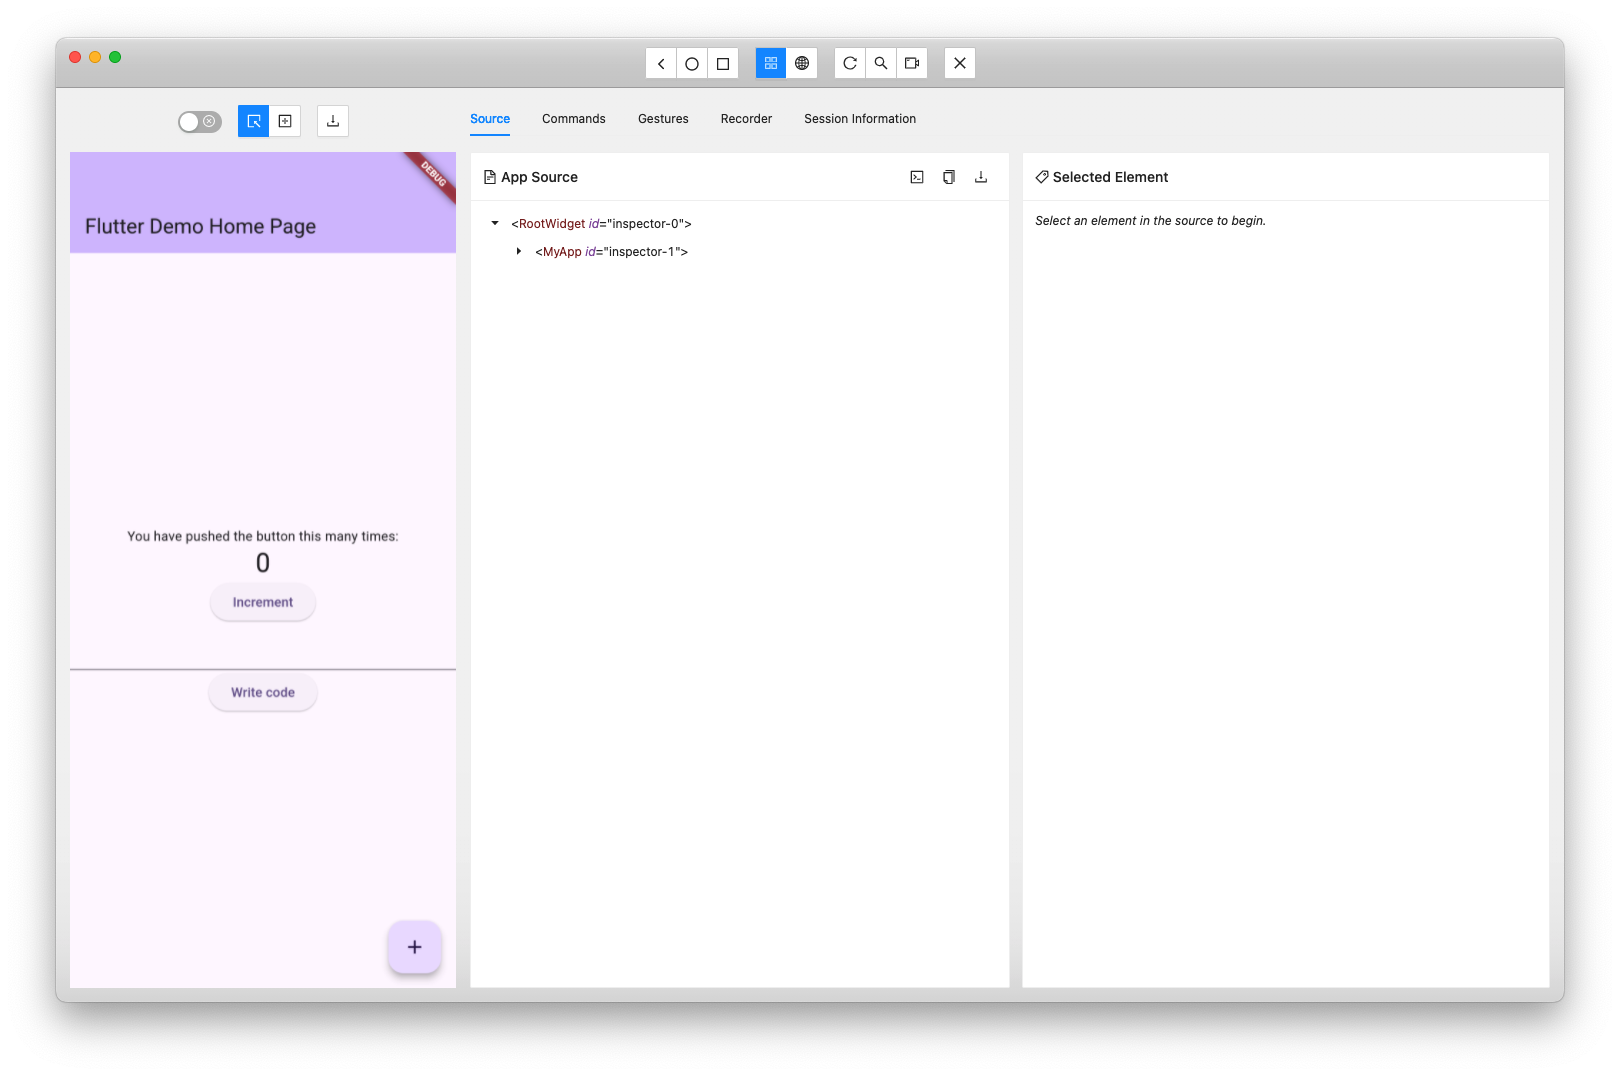 Source Commands Gestures Recorder Session Information
DEBUG
Flutter Demo Home Page
You have pushed the button this many times:
0
Increment
Write code
+
App Source
<RootWidget id="inspector-0">
<MyApp id="inspector-1">
Selected Element
Select an element in the source to begin.